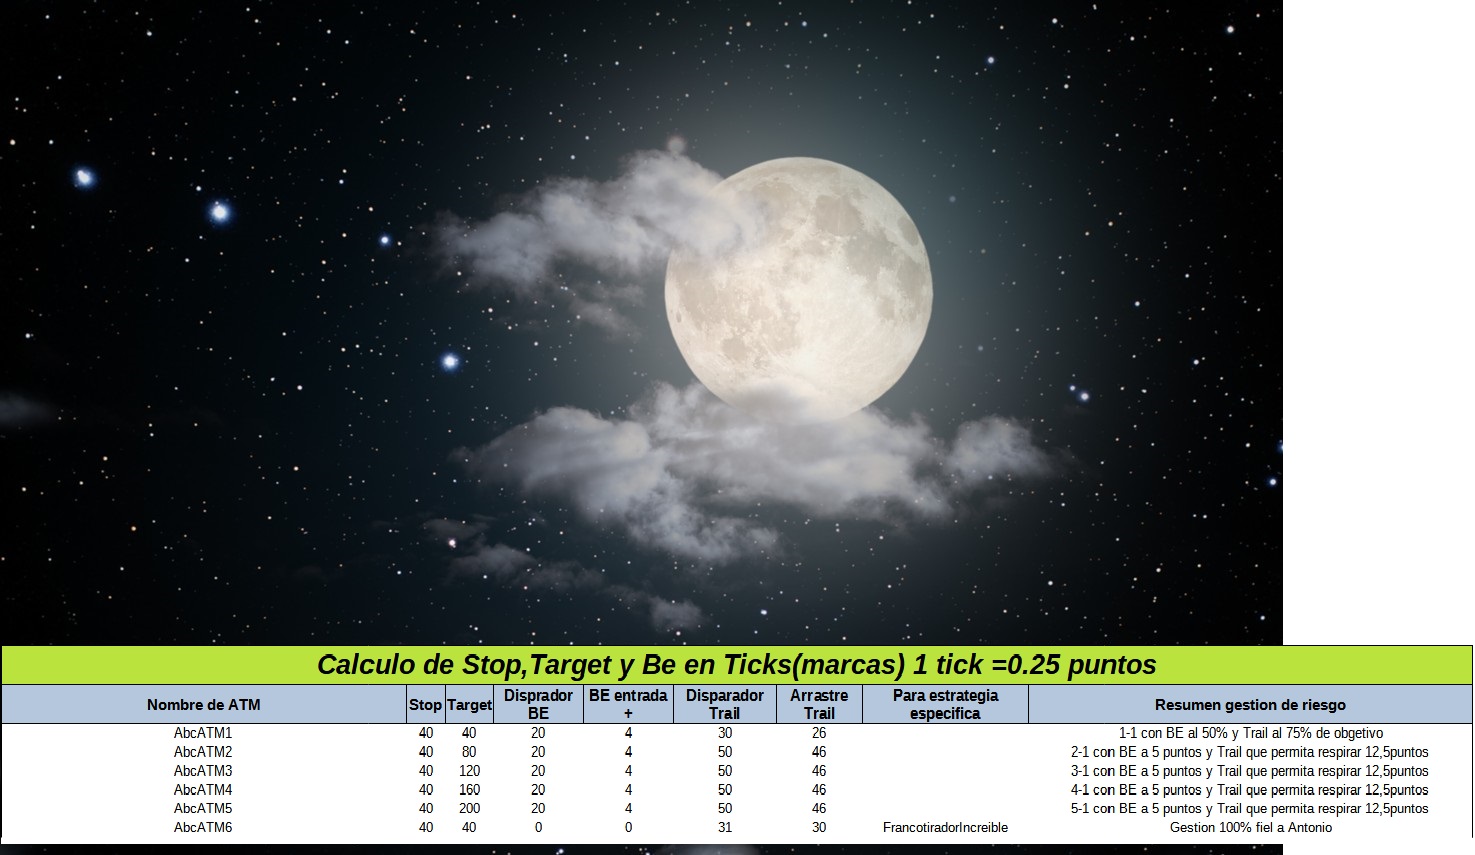 Calculo de Stop,Target y Be en Ticks(marcas) 1 tick =0.25 puntos
Nombre de ATM Stop Target Disprador BE BE entrada + Disparador Trail Arrastre Trail Para estrategia especifica Resumen gestion de riesgo
AbcATM1 40 40 20 4 30 26 1-1 con BE al 50% y Trail al 75% de obgetivo
AbcATM2 40 80 20 4 50 46 2-1 con BE a 5 puntos y Trail que permita respirar 12,5puntos
AbcATM3 40 120 20 4 50 46 3-1 con BE a 5 puntos y Trail que permita respirar 12,5puntos
AbcATM4 40 160 20 4 50 46 4-1 con BE a 5 puntos y Trail que permita respirar 12,5puntos
AbcATM5 40 200 20 4 50 46 5-1 con BE a 5 puntos y Trail que permita respirar 12,5puntos
AbcATM6 40 40 0 0 31 30 FrancotiradorIncreible Gestion 100% fiel a Antonio